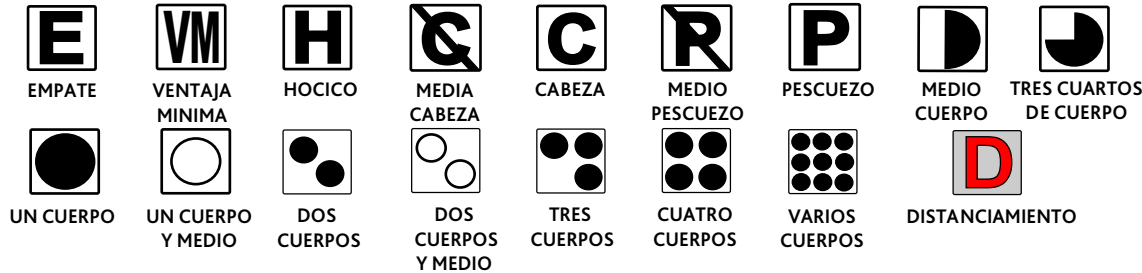 E VM H C C R P
EMPATE VENTAJA HOCICO MEDIA CABEZA MEDIO PESCUEZO MEDIO TRES CUARTOS
MINIMA CABEZA PESCUEZO CUERPO DE CUERPO
D
UN CUERPO UN CUERPO DOS DOS TRES CUATRO VARIOS DISTANCIAMIENTO
Y MEDIO CUERPOS CUERPOS CUERPOS CUERPOS CUERPOS
Y MEDIO